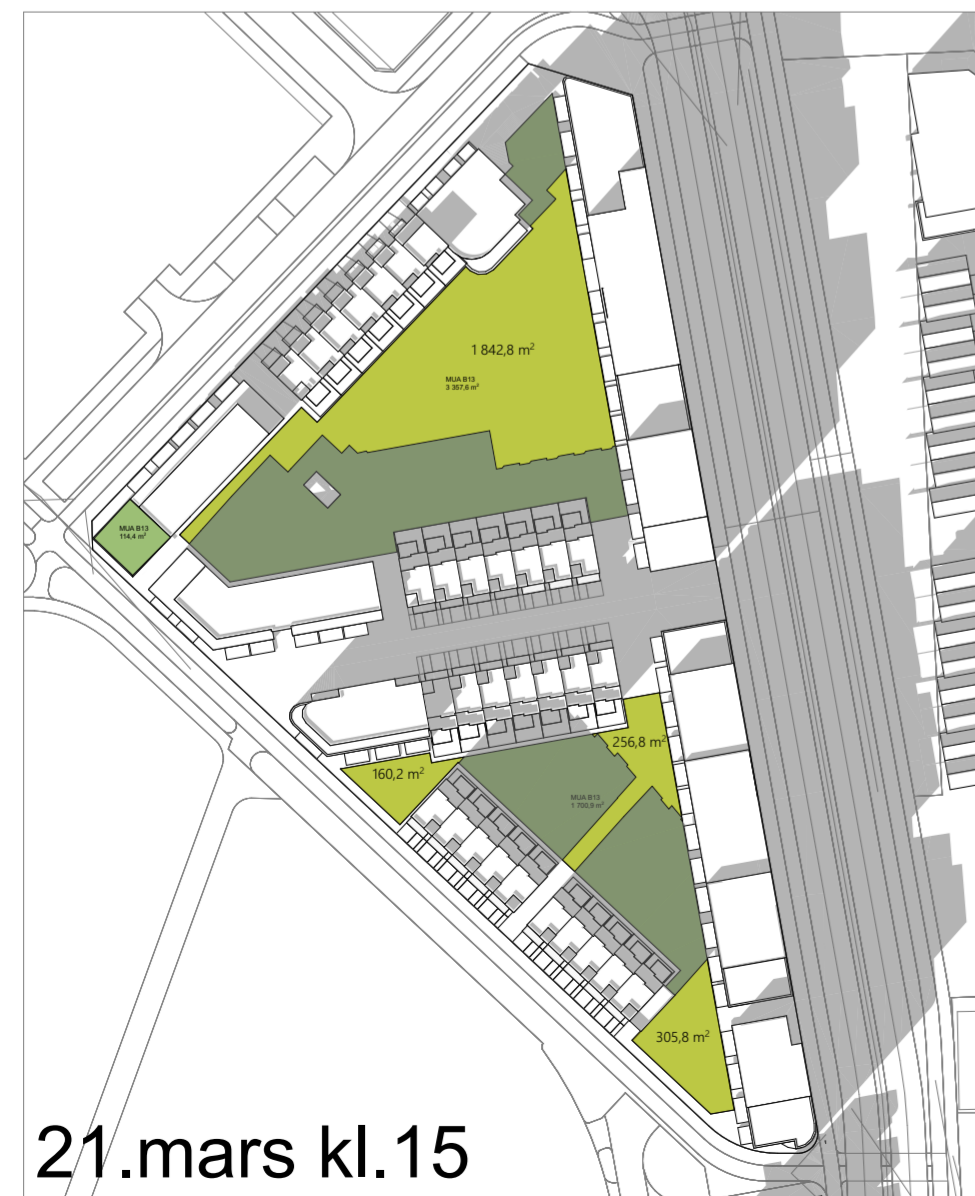 1 842,8 m²
MUA B13
3 357,6 m²
MUA B13
114,4 m²
256,8 m²
160,2 m²
MUA B13
1 700,9 m²
305,8 m²
21.mars kl.15